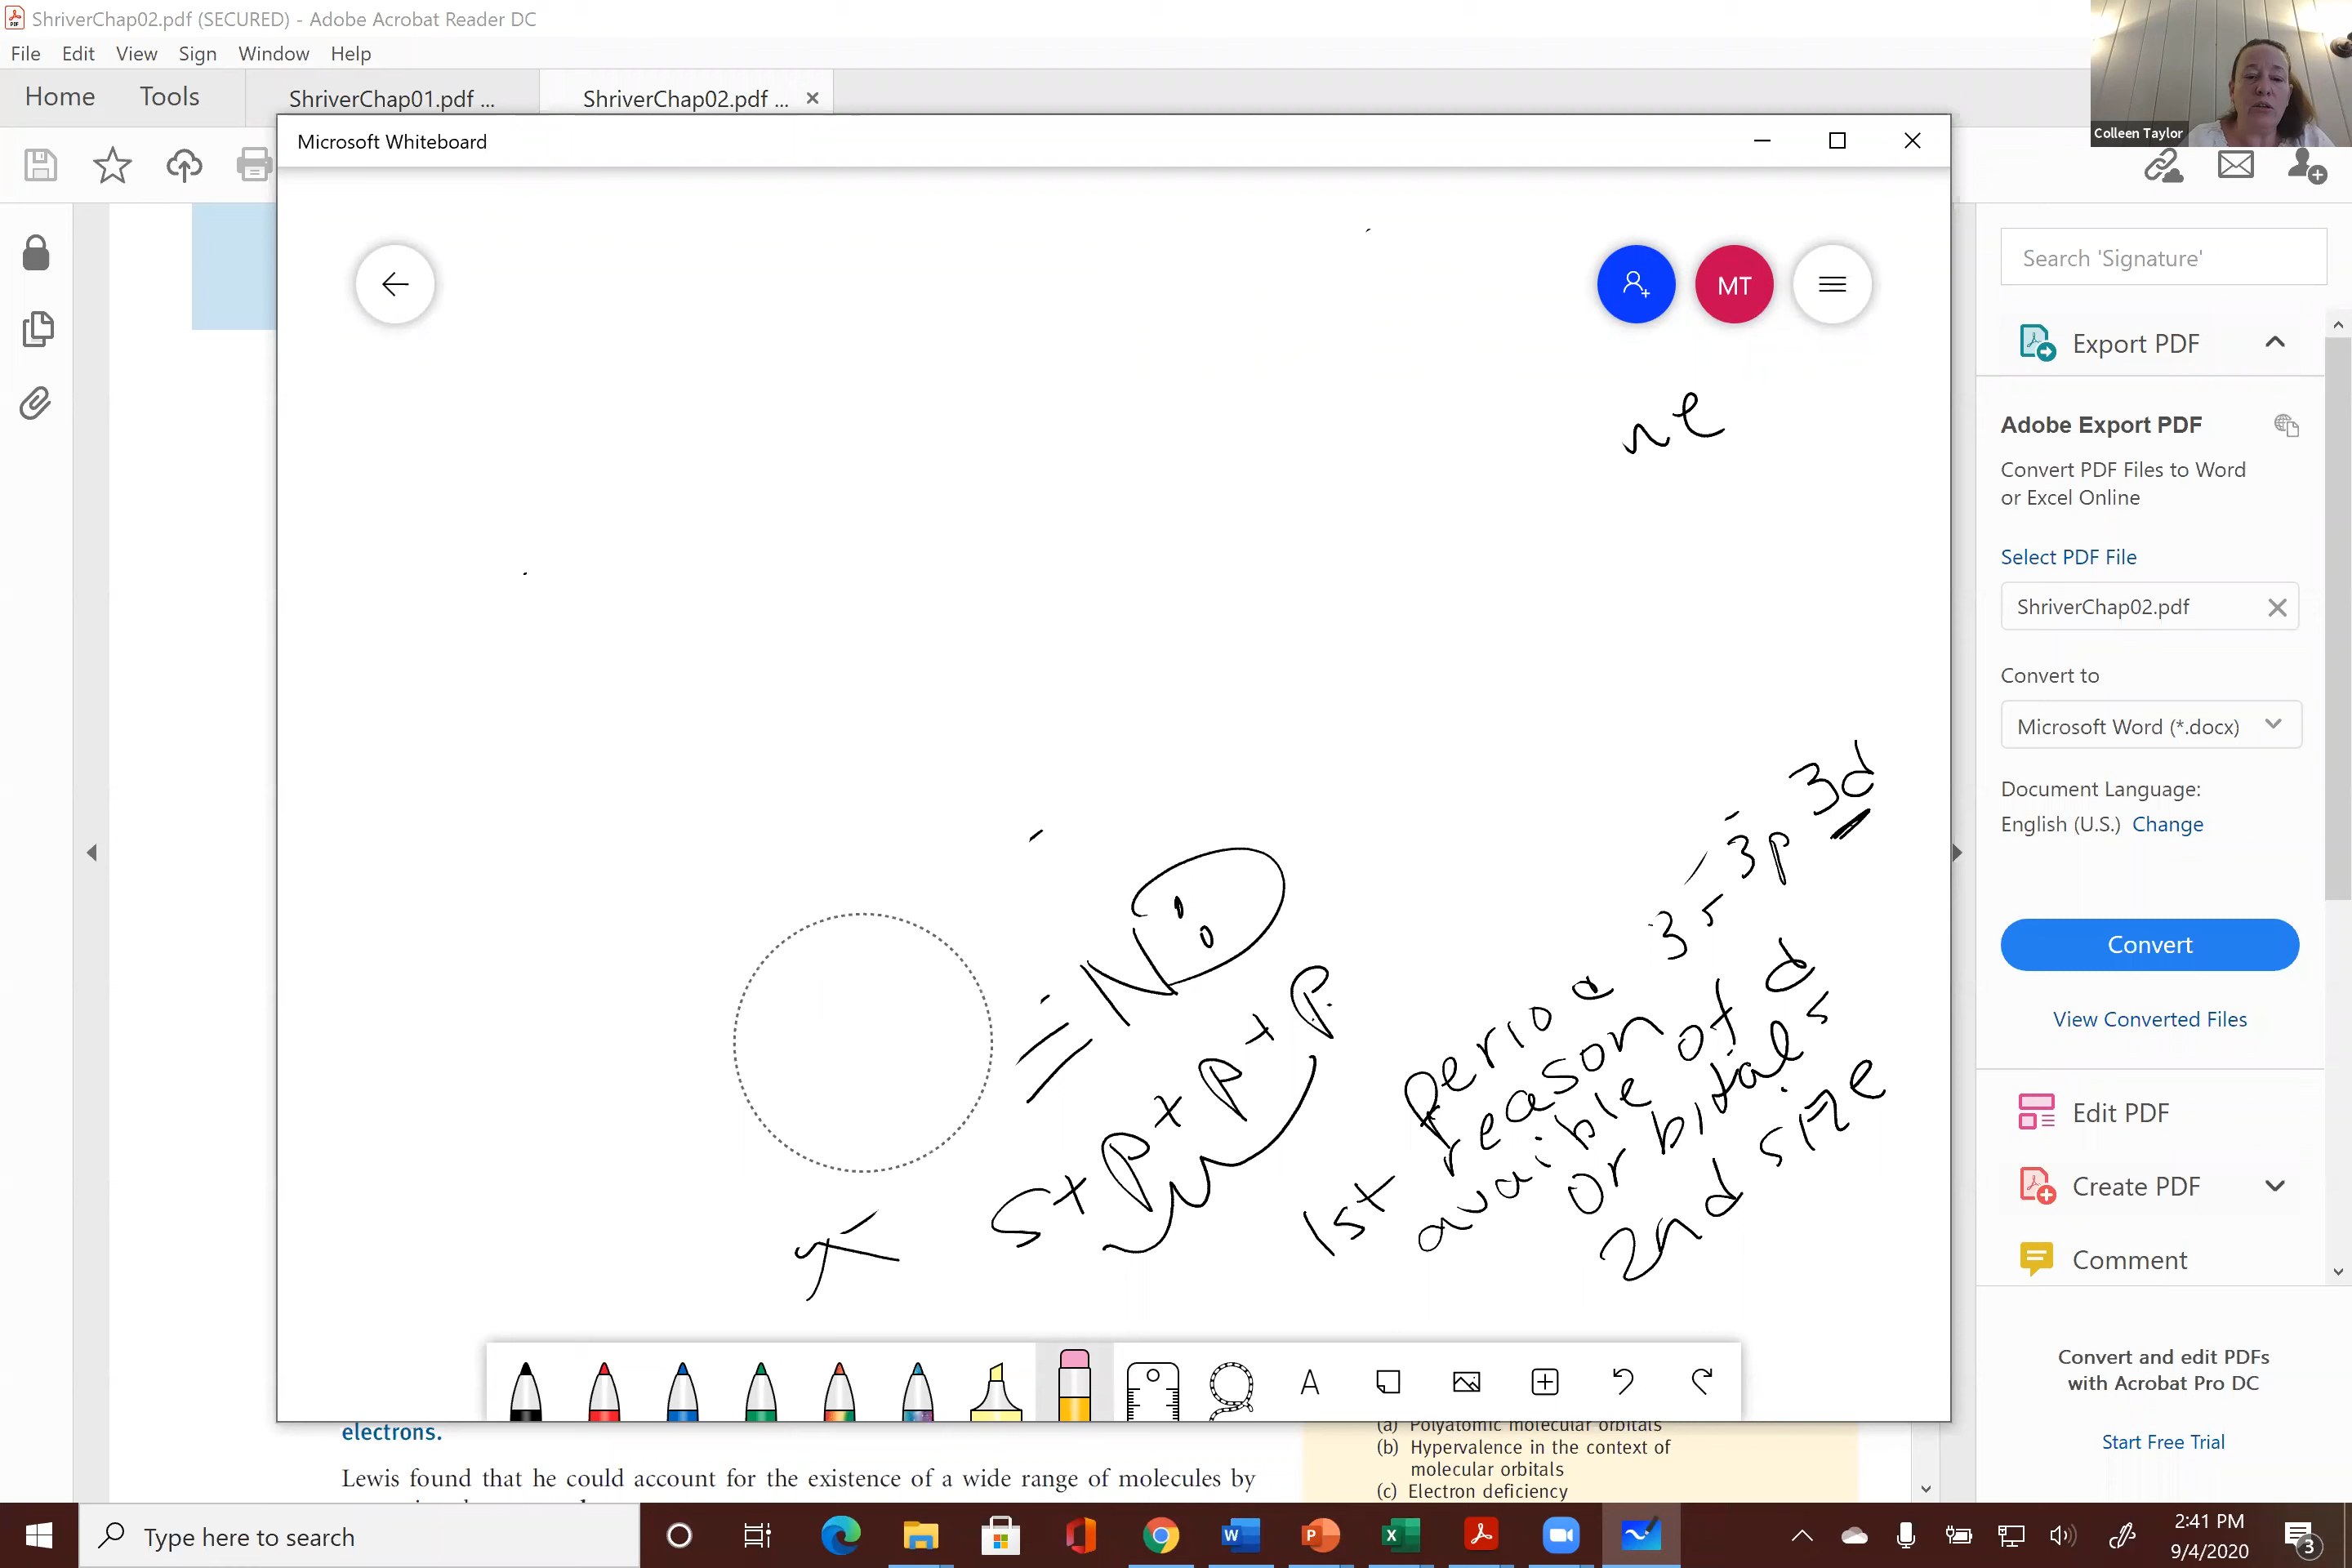 ShriverChap02.pdf (SECURED) - Adobe Acrobat Reader DC
File Edit View Sign Window Help
Home Tools ShriverChap01.pdf ... ShriverChap02.pdf ...
Colleen Taylor
Microsoft Whiteboard
MT
ne
3s 3p 3d
=N
s+p+p+p
1st period
reason
avaible of d
orbitals
2nd size
Search 'Signature'
Export PDF
Adobe Export PDF
Convert PDF Files to Word
or Excel Online
Select PDF File
ShriverChap02.pdf
Convert to
Microsoft Word (*.docx)
Document Language:
English (U.S.) Change
Convert
View Converted Files
Edit PDF
Create PDF
Comment
Convert and edit PDFs
with Acrobat Pro DC
Start Free Trial
A
electrons.
Lewis found that he could account for the existence of a wide range of molecules by
(a) Polyatomic molecular orbitals
(b) Hypervalence in the context of
molecular orbitals
(c) Electron deficiency
Type here to search
2:41 PM
9/4/2020
3